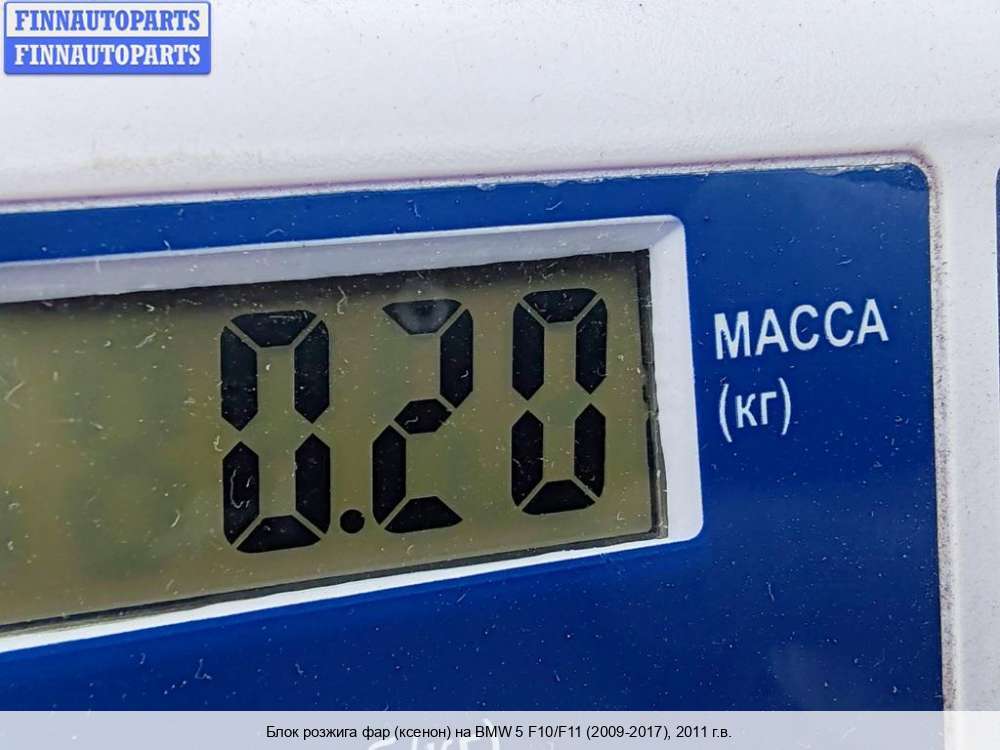 FINNAUTOPARTS
FINNAUTOPARTS
0.20
МАССА
(кг)
Блок розжига фар (ксенон) на BMW 5 F10/F11 (2009-2017), 2011 г.в.